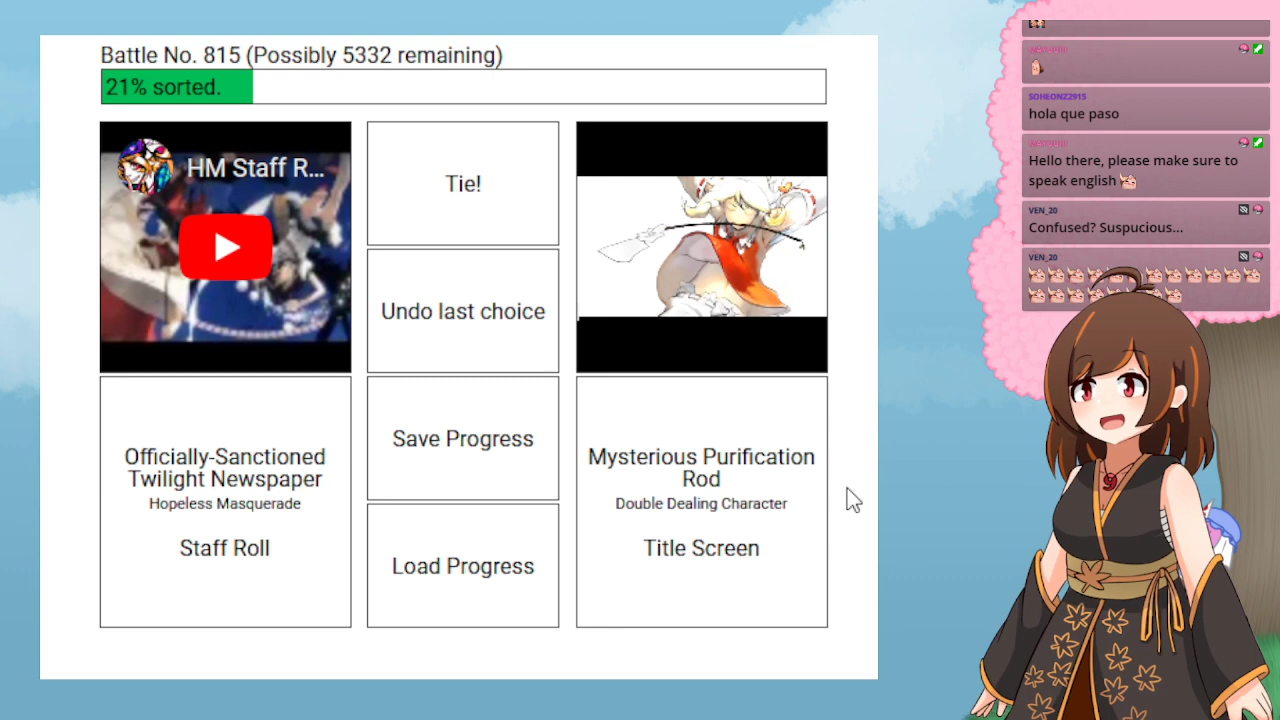 Battle No. 815 (Possibly 5332 remaining)
21% sorted.
HM Staff R...
Tie!
Undo last choice
Save Progress
Load Progress
Officially-Sanctioned
Twilight Newspaper
Hopeless Masquerade
Staff Roll
Mysterious Purification
Rod
Double Dealing Character
Title Screen
SOHEONZ2915
hola que paso
Hello there, please make sure to
speak english
VEN_20
Confused? Suspucious...
VEN_20